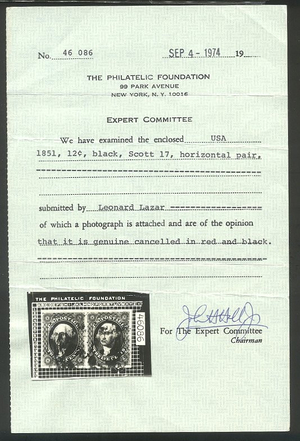 No. 46 086 SEP 4 - 1974 19
THE PHILATELIC FOUNDATION
99 PARK AVENUE
NEW YORK, N. Y. 10016
EXPERT COMMITTEE
We have examined the enclosed USA
1851, 12¢, black, Scott 17, horizontal pair.
submitted by Leonard Lazar
of which a photograph is attached and are of the opinion
that it is genuine cancelled in red and black.
THE PHILATELIC FOUNDATION
46086
For The Expert Committee
Chairman